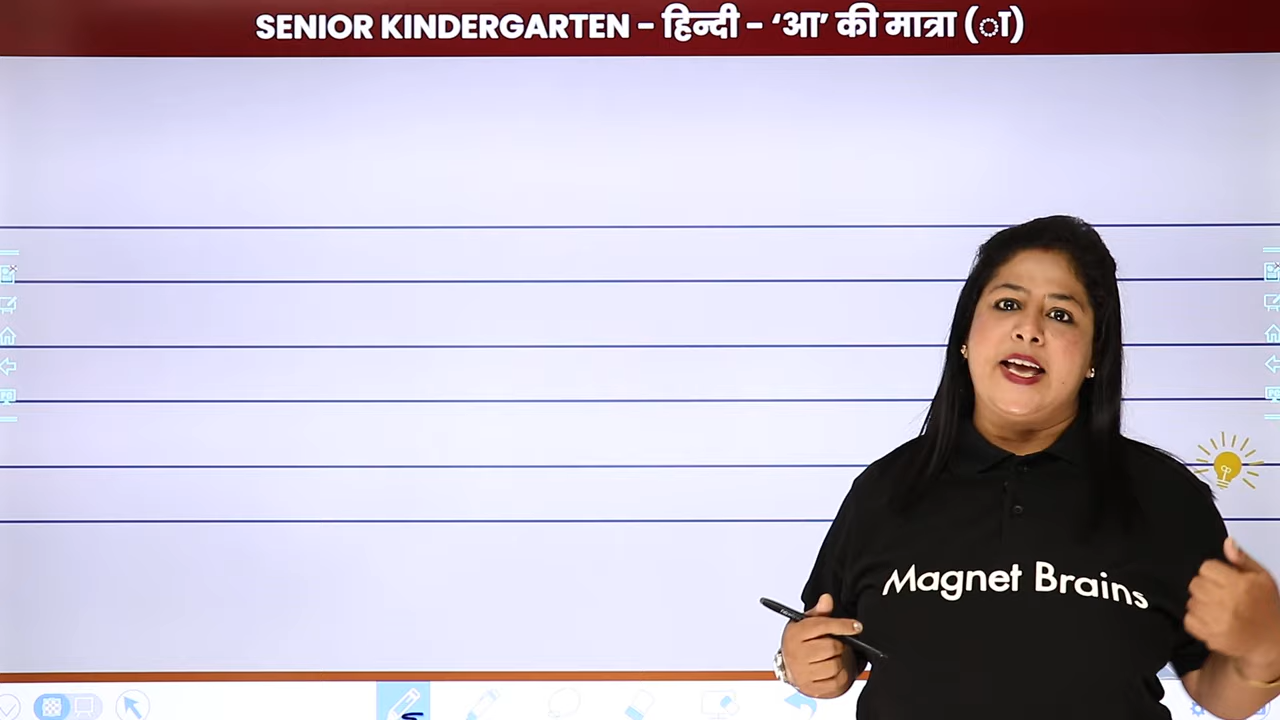 SENIOR KINDERGARTEN - हिन्दी - ‘आ’ की मात्रा (ा)
Magnet Brains